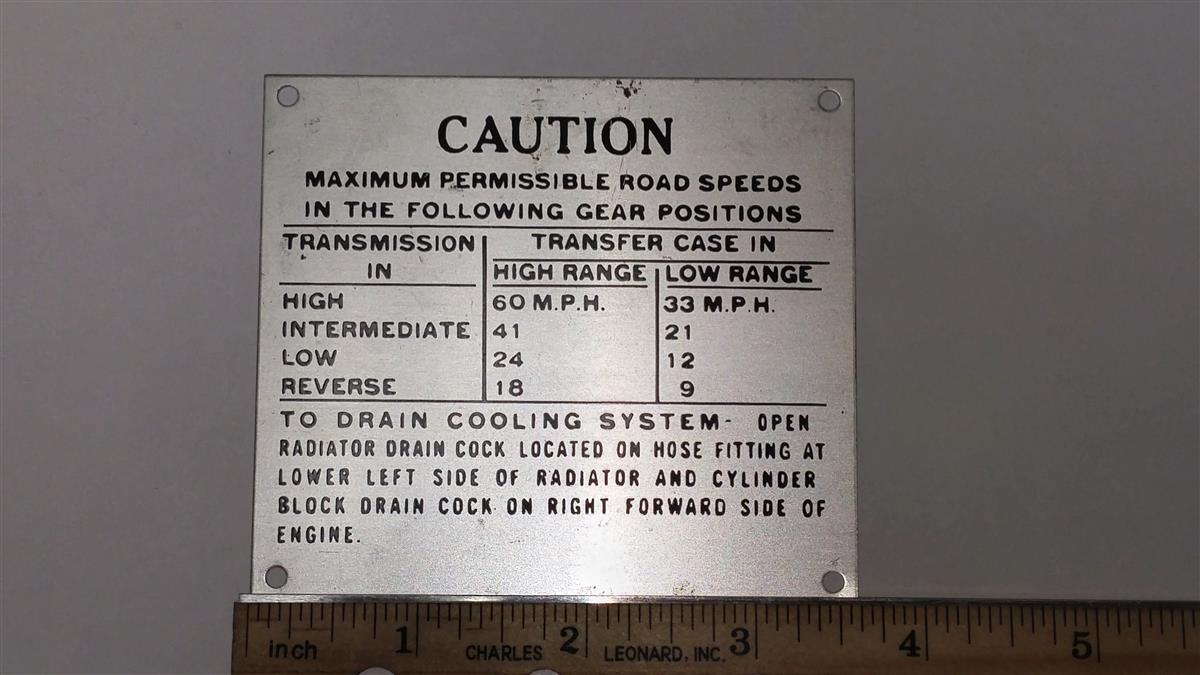 CAUTION
MAXIMUM PERMISSIBLE ROAD SPEEDS
IN THE FOLLOWING GEAR POSITIONS
TRANSMISSION IN TRANSFER CASE IN
HIGH RANGE LOW RANGE
HIGH 60 M.P.H. 33 M.P.H.
INTERMEDIATE 41 21
LOW 24 12
REVERSE 18 9
TO DRAIN COOLING SYSTEM- OPEN
RADIATOR DRAIN COCK LOCATED ON HOSE FITTING AT
LOWER LEFT SIDE OF RADIATOR AND CYLINDER
BLOCK DRAIN COCK ON RIGHT FORWARD SIDE OF
ENGINE.
1 2 3 4 5
inch CHARLES LEONARD, INC.